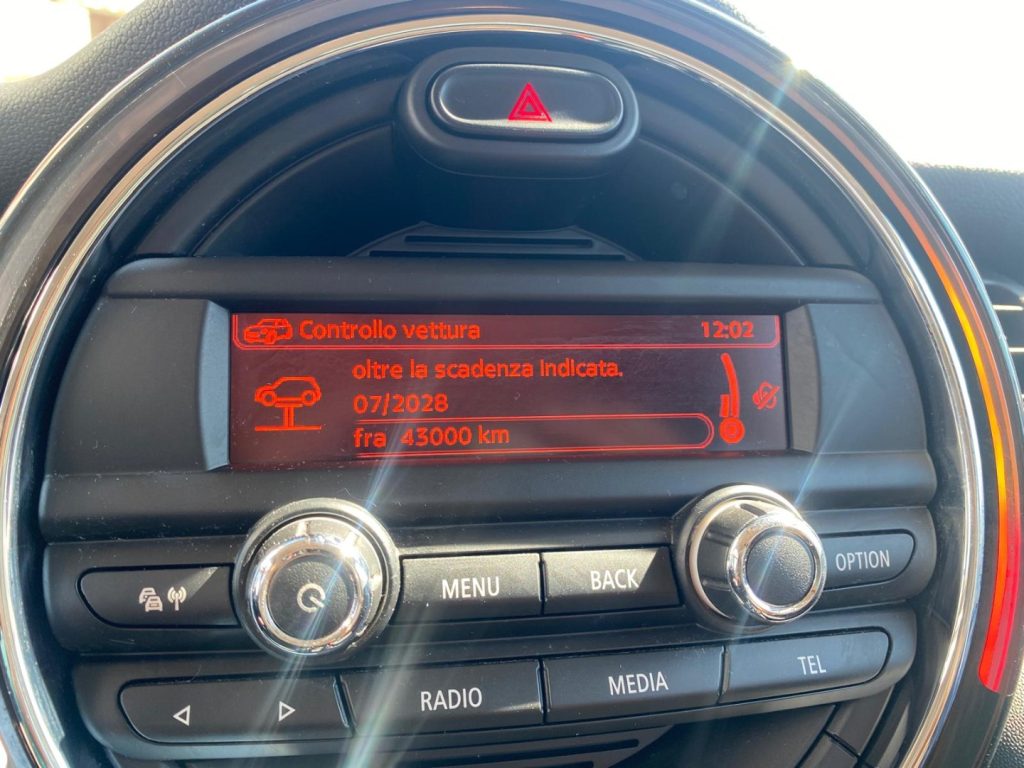 Controllo vettura 12:02
oltre la scadenza indicata.
07/2028
fra 43000 km
MENU
BACK
OPTION
RADIO
MEDIA
TEL